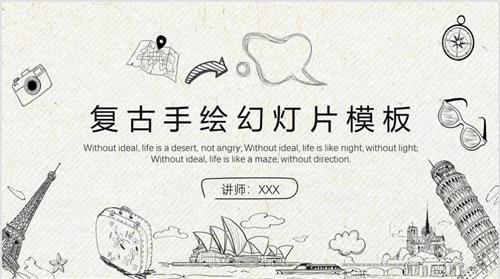 复古手绘幻灯片模板
Without ideal, life is a desert, not angry; Without ideal, life is like night, without light;
Without ideal, life is like a maze, without direction.
讲师：XXX